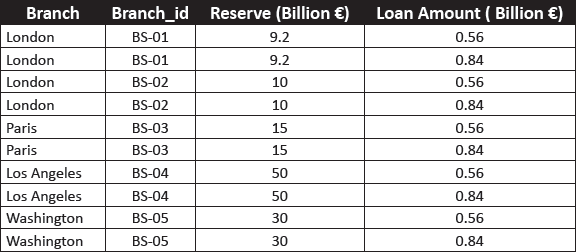 Branch Branch_id Reserve (Billion €) Loan Amount ( Billion €)
London BS-01 9.2 0.56
London BS-01 9.2 0.84
London BS-02 10 0.56
London BS-02 10 0.84
Paris BS-03 15 0.56
Paris BS-03 15 0.84
Los Angeles BS-04 50 0.56
Los Angeles BS-04 50 0.84
Washington BS-05 30 0.56
Washington BS-05 30 0.84